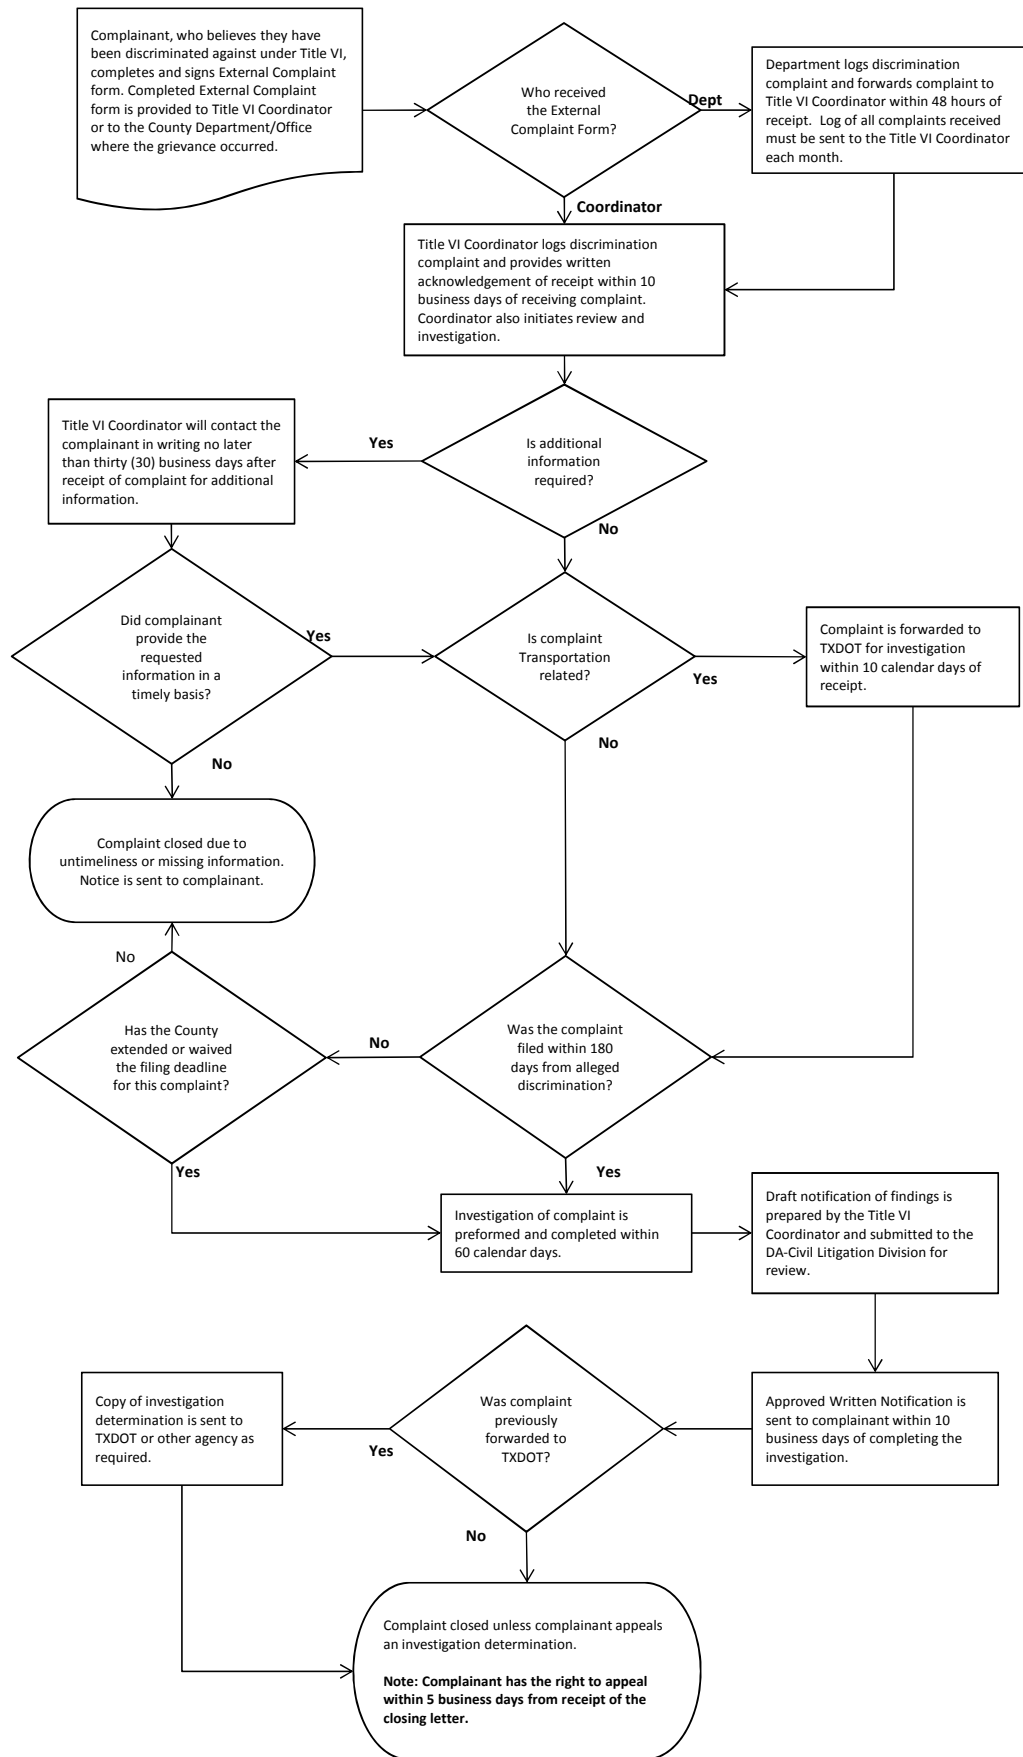 Complainant, who believes they have
been discriminated against under Title VI,
completes and signs External Complaint
form. Completed External Complaint
form is provided to Title VI Coordinator
or to the County Department/Office
where the grievance occurred.
Who received
the External
Complaint Form?
Dept
Department logs discrimination
complaint and forwards complaint to
Title VI Coordinator within 48 hours of
receipt.  Log of all complaints received
must be sent to the Title VI Coordinator
each month.
Coordinator
Title VI Coordinator logs discrimination
complaint and provides written
acknowledgement of receipt within 10
business days of receiving complaint.
Coordinator also initiates review and
investigation.
Is additional
information
required?
Yes
Title VI Coordinator will contact the
complainant in writing no later
than thirty (30) business days after
receipt of complaint for additional
information.
No
Did complainant
provide the
requested
information in a
timely basis?
Yes
Is complaint
Transportation
related?
Yes
Complaint is forwarded to
TXDOT for investigation
within 10 calendar days of
receipt.
No
No
Complaint closed due to
untimeliness or missing information.
Notice is sent to complainant.
No
Has the County
extended or waived
the filing deadline
for this complaint?
No
Was the complaint
filed within 180
days from alleged
discrimination?
Yes
Yes
Investigation of complaint is
preformed and completed within
60 calendar days.
Draft notification of findings is
prepared by the Title VI
Coordinator and submitted to the
DA-Civil Litigation Division for
review.
Copy of investigation
determination is sent to
TXDOT or other agency as
required.
Yes
Was complaint
previously
forwarded to
TXDOT?
Approved Written Notification is
sent to complainant within 10
business days of completing the
investigation.
No
Complaint closed unless complainant appeals
an investigation determination.
Note: Complainant has the right to appeal
within 5 business days from receipt of the
closing letter.